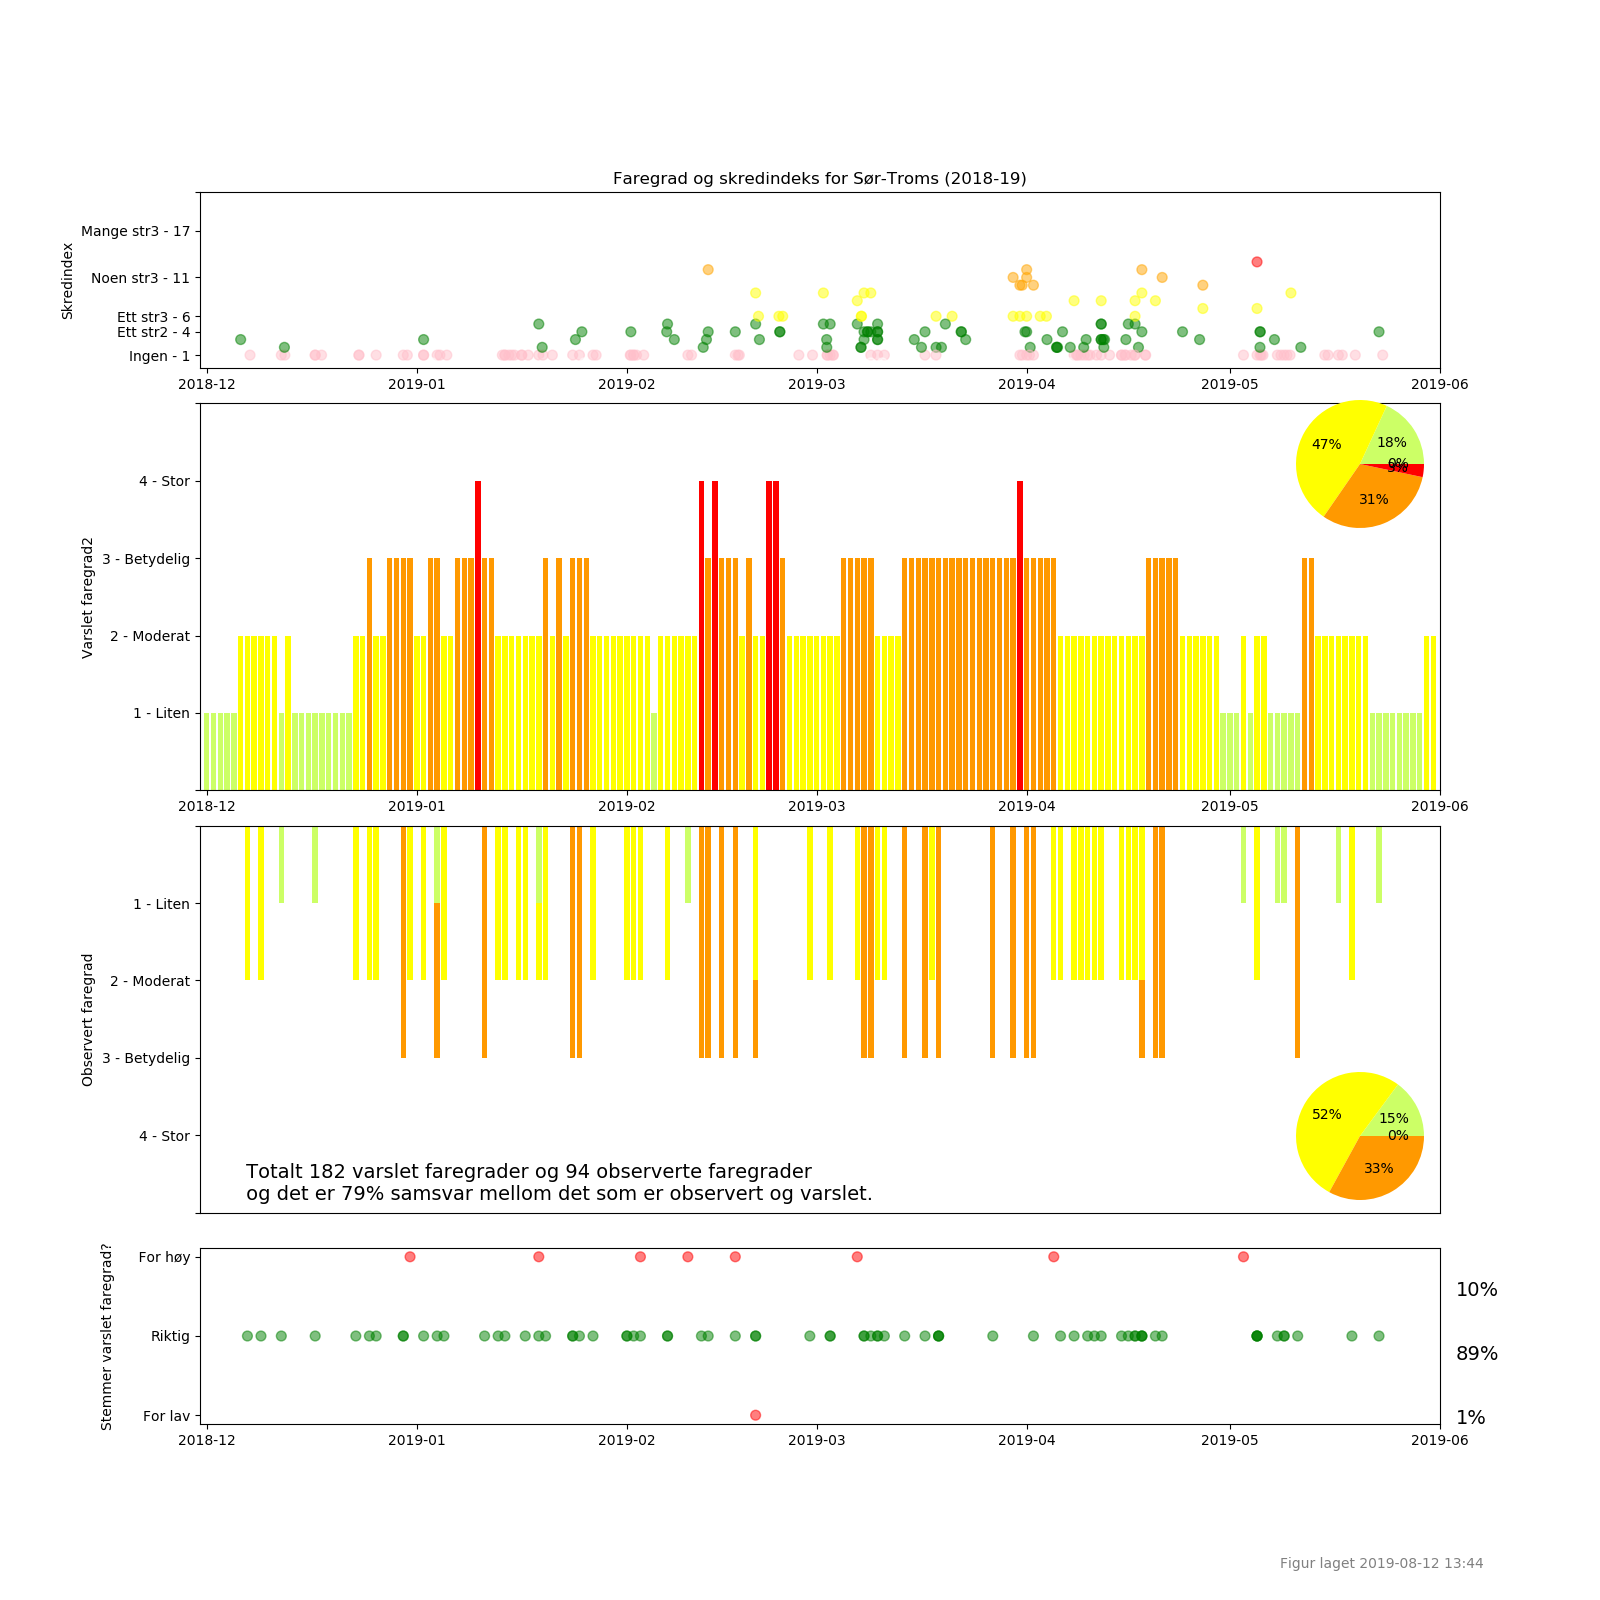 Faregrad og skredindeks for Sør-Troms (2018-19)
Skredindex
Mange str3 - 17
Noen str3 - 11
Ett str3 - 6
Ett str2 - 4
Ingen - 1
2018-12 2019-01 2019-02 2019-03 2019-04 2019-05 2019-06
Varslet faregrad2
4 - Stor
3 - Betydelig
2 - Moderat
1 - Liten
47%
18%
0%
31%
2018-12 2019-01 2019-02 2019-03 2019-04 2019-05 2019-06
Observert faregrad
1 - Liten
2 - Moderat
3 - Betydelig
4 - Stor
52%
15%
0%
33%
Totalt 182 varslet faregrader og 94 observerte faregrader
og det er 79% samsvar mellom det som er observert og varslet.
Stemmer varslet faregrad?
For høy
Riktig
For lav
10%
89%
1%
2018-12 2019-01 2019-02 2019-03 2019-04 2019-05 2019-06
Figur laget 2019-08-12 13:44